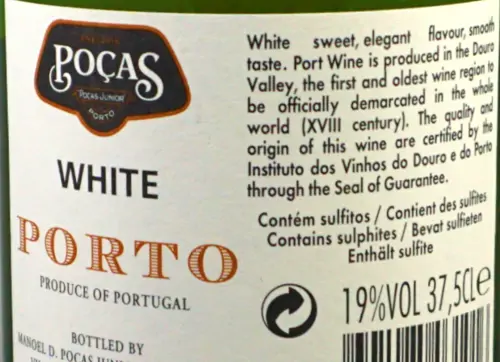 POÇAS
POÇAS JUNIOR
PORTO
WHITE
PORTO
PRODUCE OF PORTUGAL
BOTTLED BY
MANOEL D. POÇAS
White sweet, elegant flavour, smooth
taste. Port Wine is produced in the Douro
Valley, the first and oldest wine region to
be officially demarcated in the whole
world (XVIII century). The quality and
origin of this wine are certified by the
Instituto dos Vinhos do Douro e do Porto
through the Seal of Guarantee.
Contém sulfitos / Contient des sulfites
Contains sulphites / Bevat sulfieten
Enthält sulfite
19%VOL 37,5CLe